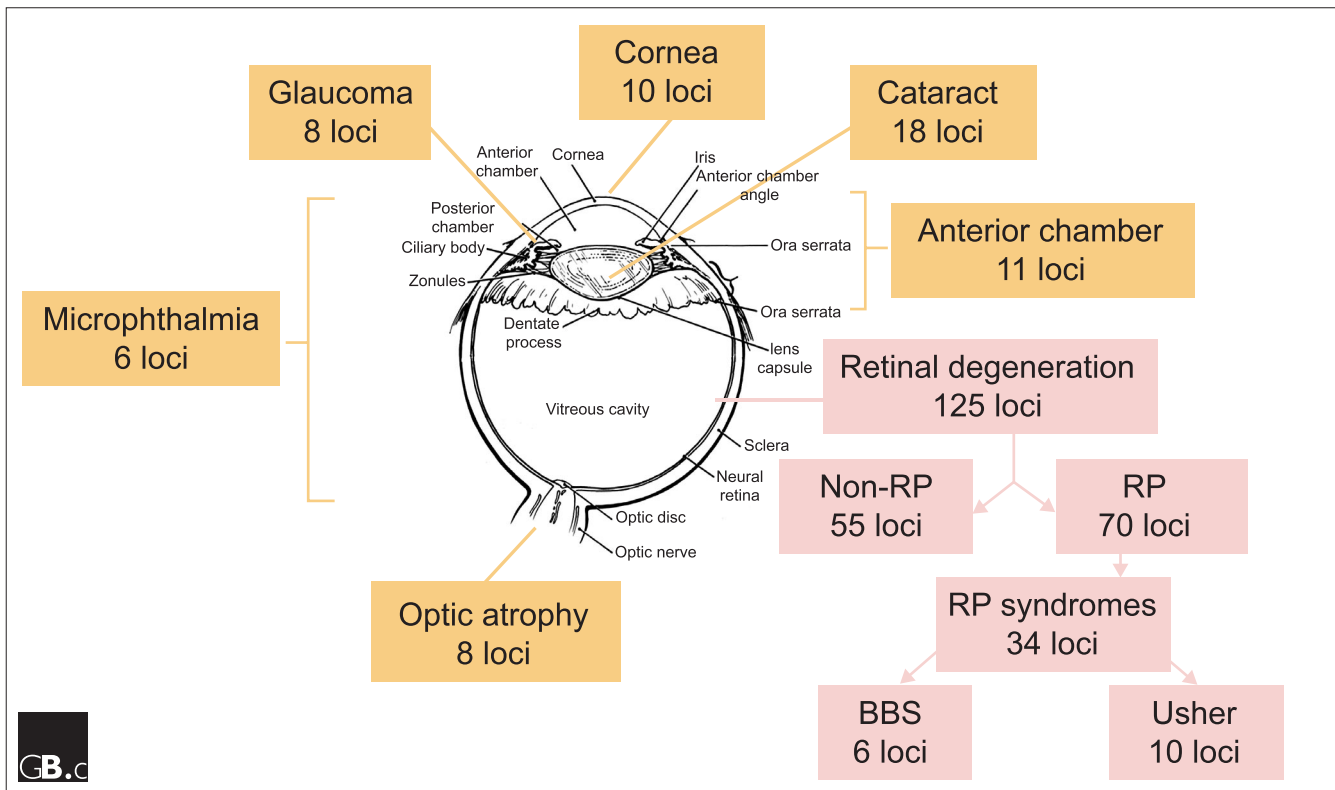 Cornea
10 loci
Glaucoma
8 loci
Cataract
18 loci
Anterior
chamber
Cornea
Iris
Anterior chamber
angle
Posterior
chamber
Ciliary body
Zonules
Ora serrata
Anterior chamber
11 loci
Microphthalmia
6 loci
Ora serrata
Dentate
process
lens
capsule
Retinal degeneration
125 loci
Vitreous cavity
Sclera
Neural
retina
Non-RP
55 loci
RP
70 loci
Optic disc
Optic nerve
Optic atrophy
8 loci
RP syndromes
34 loci
BBS
6 loci
Usher
10 loci
GB.c